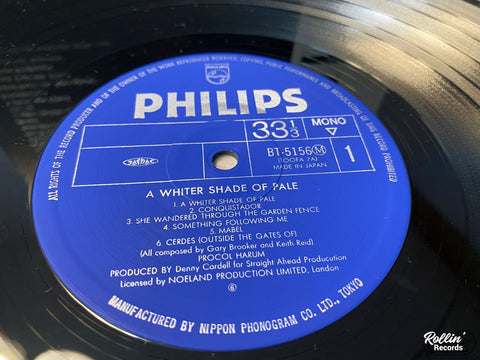 ALL RIGHTS OF THE RECORD PRODUCER AND OF THE OWNER OF THE WORK REPRODUCED RESERVED. COPYING, PUBLIC PERFORMANCE AND BROADCASTING OF THIS RECORD PROHIBITED
PHILIPS
PHILIPS
33 1/3
MONO
BT-5156 Ⓜ
1
(100FA 7A)
MADE IN JAPAN
A WHITER SHADE OF PALE
1. A WHITER SHADE OF PALE
2. CONQUISTADOR
3. SHE WANDERED THROUGH THE GARDEN FENCE
4. SOMETHING FOLLOWING ME
5. MABEL
6. CERDES (OUTSIDE THE GATES OF)
(All composed by Gary Brooker and Keith Reid)
PROCOL HARUM
PRODUCED BY Denny Cordell for Straight Ahead Producution
Licensed by NOELAND PRODUCTION LIMITED, London
⑥
MANUFACTURED BY NIPPON PHONOGRAM CO. LTD., TOKYO
Rollin'
Records